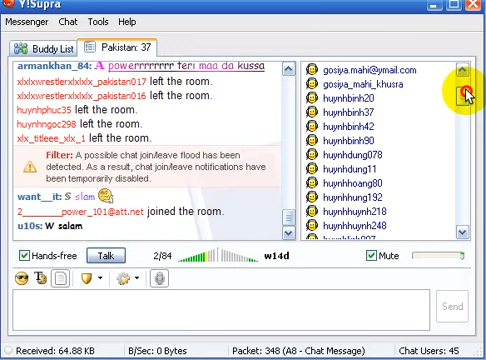 Y!Supra
Messenger Chat Tools Help
Buddy List
Pakistan: 37
armankhan_84: A powerrrrrrrr teri maa da kussa
xlxlxwrestlerxlxlxlx_pakistan017 left the room.
xlxlxwrestlerxlxlxlx_pakistan016 left the room.
huynhphuc35 left the room.
huynhngoc298 left the room.
xlx_titleee_xlx_1 left the room.
Filter: A possible chat join/leave flood has been
detected. As a result, chat join/leave notifications have
been temporarily disabled.
want__it: S slam
2________power_101@att.net joined the room.
u10s: W salam
gosiya.mahi@ymail.com
gosiya_mahi_khusra
huynhbinh20
huynhbinh37
huynhbinh42
huynhbinh90
huynhdung078
huynhdung11
huynhhoang80
huynhhung192
huynhhuynh218
huynhhuynh248
Hands-free
Talk
2/84
w14d
Mute
Send
Received: 64.88 KB
B/Sec: 0 Bytes
Packet: 348 (A8 - Chat Message)
Chat Users: 45